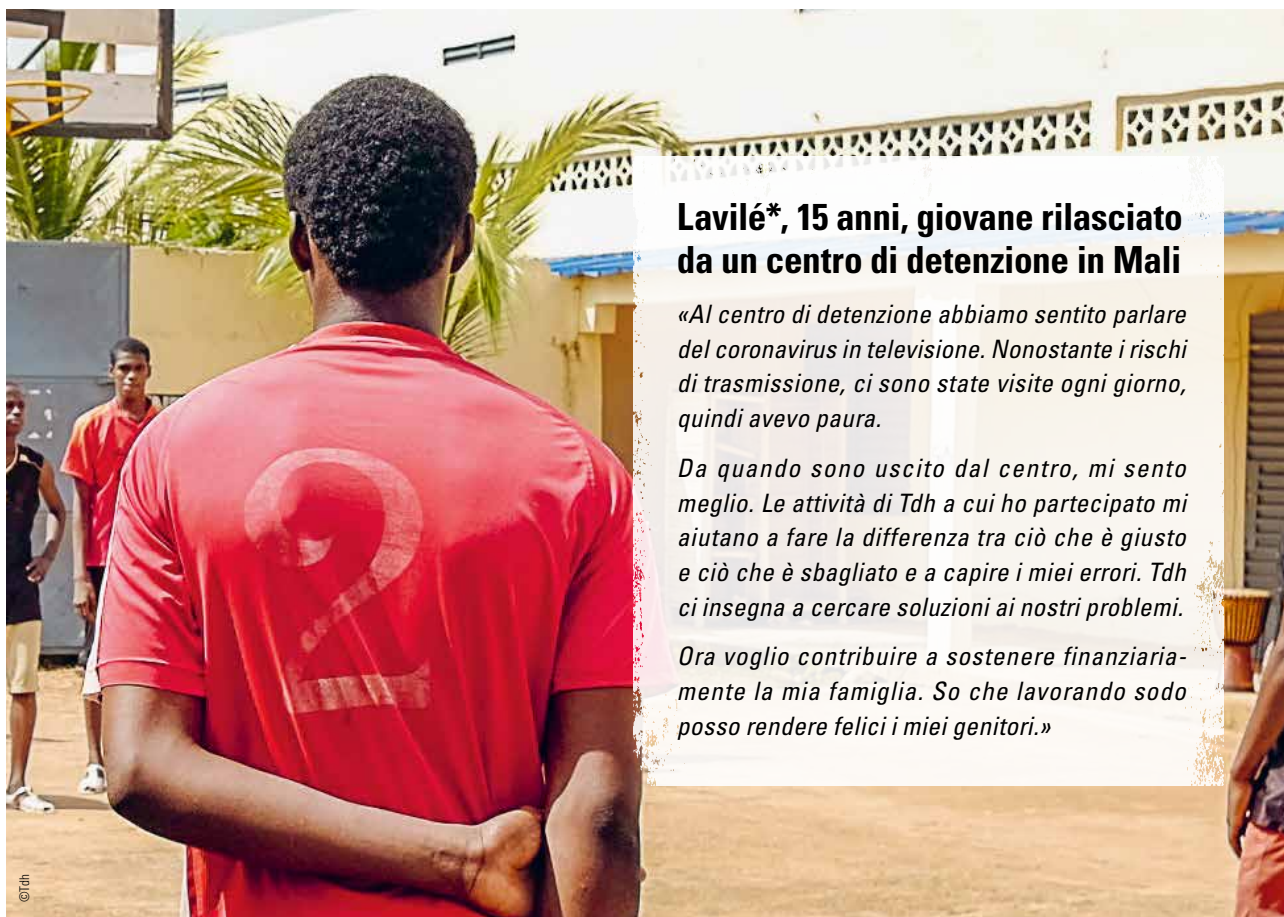 Lavilé*, 15 anni, giovane rilasciato
da un centro di detenzione in Mali
«Al centro di detenzione abbiamo sentito parlare
del coronavirus in televisione. Nonostante i rischi
di trasmissione, ci sono state visite ogni giorno,
quindi avevo paura.
Da quando sono uscito dal centro, mi sento
meglio. Le attività di Tdh a cui ho partecipato mi
aiutano a fare la differenza tra ciò che è giusto
e ciò che è sbagliato e a capire i miei errori. Tdh
ci insegna a cercare soluzioni ai nostri problemi.
Ora voglio contribuire a sostenere finanziaria-
mente la mia famiglia. So che lavorando sodo
posso rendere felici i miei genitori.»
2
©Tdh